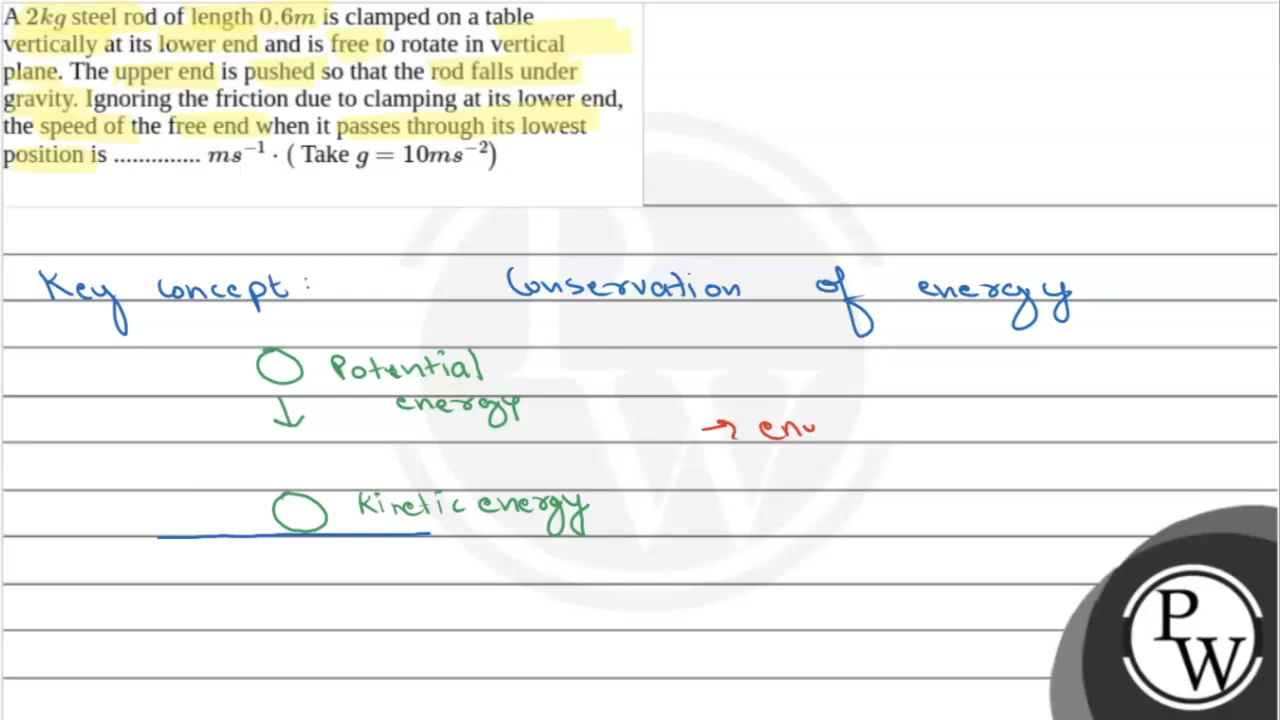 A 2kg steel rod of length 0.6m is clamped on a table
vertically at its lower end and is free to rotate in vertical
plane. The upper end is pushed so that the rod falls under
gravity. Ignoring the friction due to clamping at its lower end,
the speed of the free end when it passes through its lowest
position is .............. ms⁻¹ · ( Take g = 10ms⁻²)
Key concept : Conservation of energy
Potential
energy
→ ene
Kinetic energy
P
W
PW